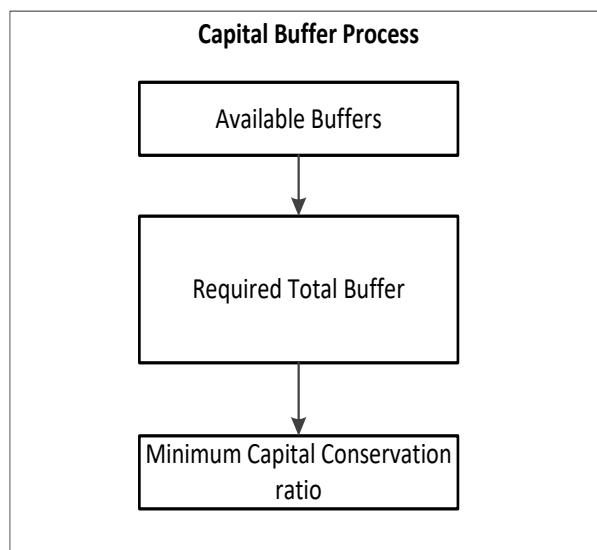 Capital Buffer Process
Available Buffers
Required Total Buffer
Minimum Capital Conservation
ratio